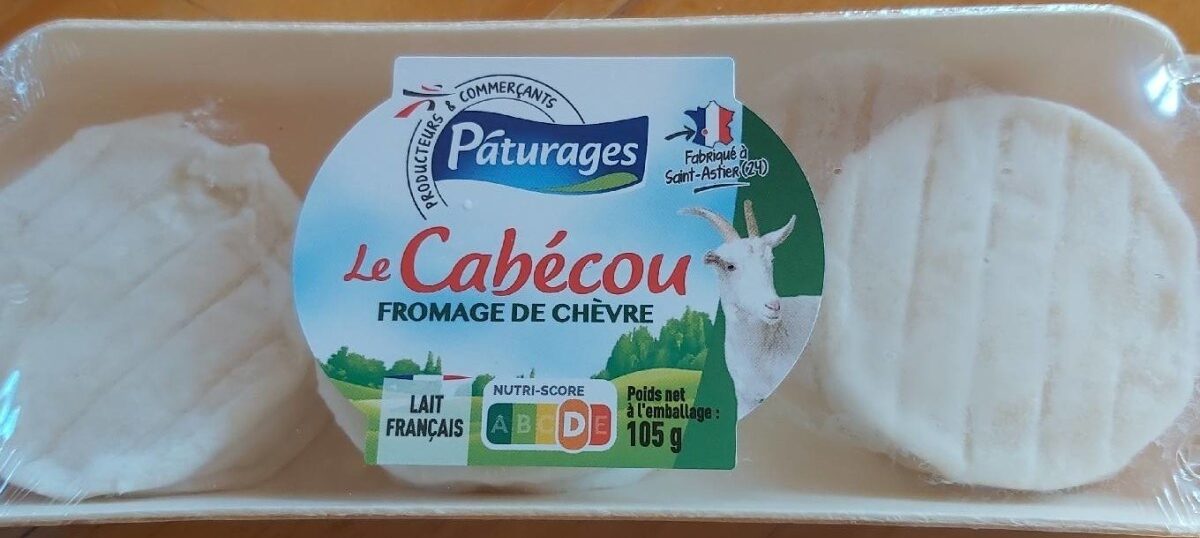 PRODUCTEURS & COMMERÇANTS
Pâturages
Fabriqué à
Saint-Astier (24)
Le Cabécou
FROMAGE DE CHÈVRE
LAIT
FRANÇAIS
NUTRI-SCORE
A B C D E
Poids net
à l'emballage :
105 g